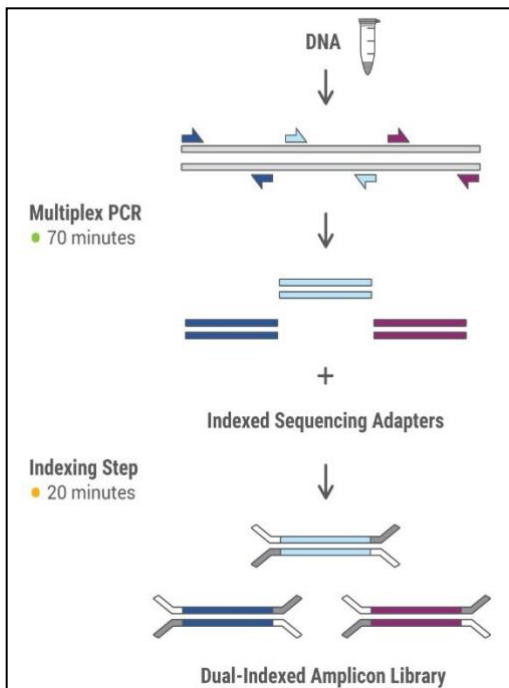 DNA
Multiplex PCR
70 minutes
+
Indexed Sequencing Adapters
Indexing Step
20 minutes
Dual-Indexed Amplicon Library